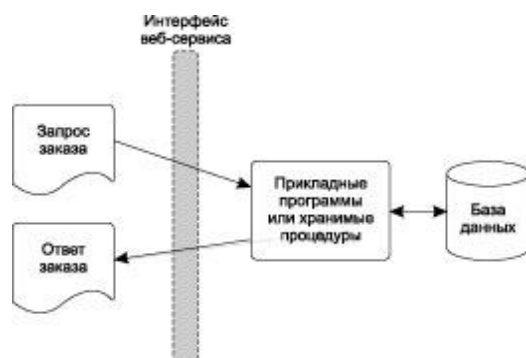 Интерфейс
веб-сервиса
Запрос
заказа
Прикладные
программы
или хранимые
процедуры
База
данных
Ответ
заказа